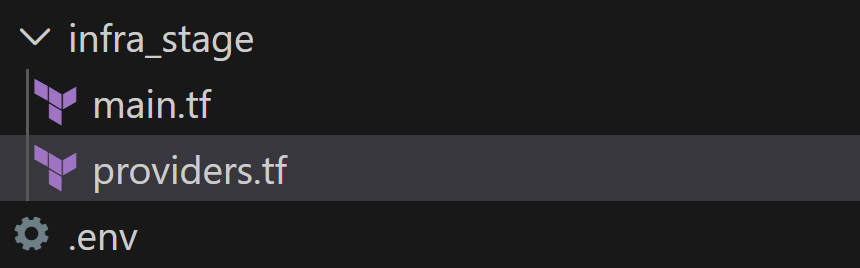 infra_stage
main.tf
providers.tf
.env